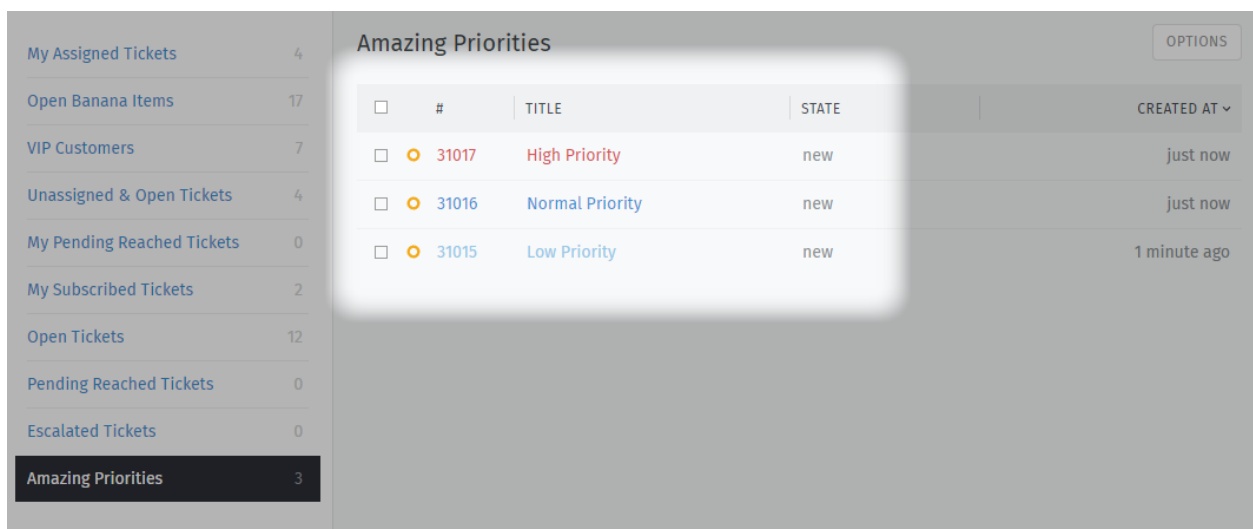 My Assigned Tickets 4
Open Banana Items 17
VIP Customers 7
Unassigned & Open Tickets 4
My Pending Reached Tickets 0
My Subscribed Tickets 2
Open Tickets 12
Pending Reached Tickets 0
Escalated Tickets 0
Amazing Priorities 3
Amazing Priorities
OPTIONS
# TITLE STATE CREATED AT
31017 High Priority new just now
31016 Normal Priority new just now
31015 Low Priority new 1 minute ago